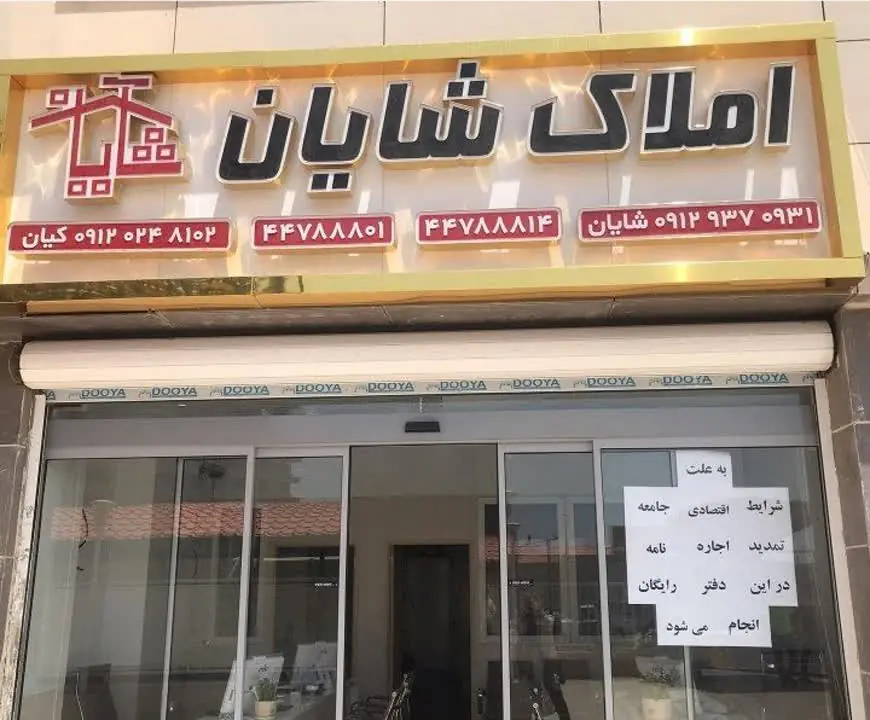 املاک شایان
شایان
۰۹۱۲ ۹۳۷ ۰۹۳۱ شایان
۴۴۷۸۸۸۱۴
۴۴۷۸۸۸۰۱
۰۹۱۲ ۰۲۴ ۸۱۰۲ کیان
DOOYA DOOYA DOOYA DOOYA DOOYA DOOYA DOOYA DOOYA DOOYA
به علت
شرایط اقتصادی جامعه
تمدید اجاره نامه
در این دفتر رایگان
انجام می شود